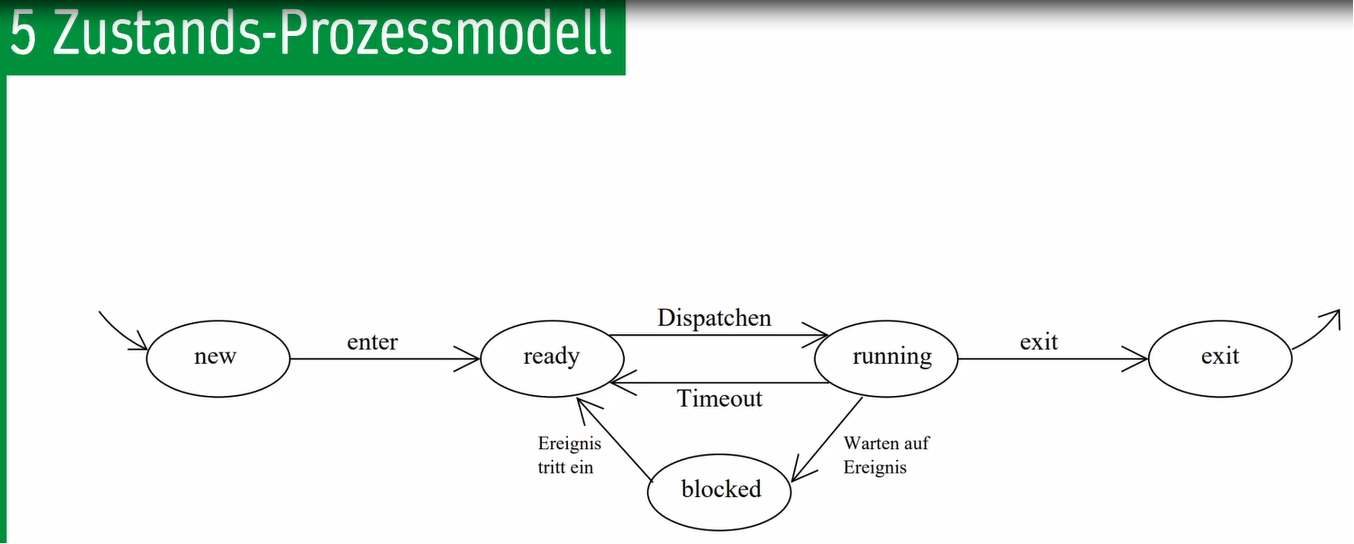 5 Zustands-Prozessmodell
Dispatchen
enter
exit
new
ready
running
exit
Timeout
Ereignis
tritt ein
Warten auf
Ereignis
blocked